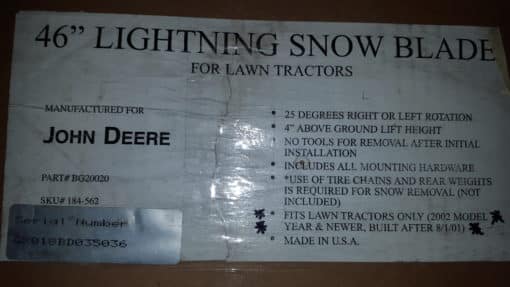 46” LIGHTNING SNOW BLADE
FOR LAWN TRACTORS
MANUFACTURED FOR
JOHN DEERE
PART# BG20020
SKU# 184-562
Serial Number
• 25 DEGREES RIGHT OR LEFT ROTATION
• 4” ABOVE GROUND LIFT HEIGHT
• NO TOOLS FOR REMOVAL AFTER INITIAL
INSTALLATION
• INCLUDES ALL MOUNTING HARDWARE
• *USE OF TIRE CHAINS AND REAR WEIGHTS
IS REQUIRED FOR SNOW REMOVAL (NOT
INCLUDED)
• FITS LAWN TRACTORS ONLY (2002 MODEL
YEAR & NEWER, BUILT AFTER 8/1/01)
• MADE IN U.S.A.